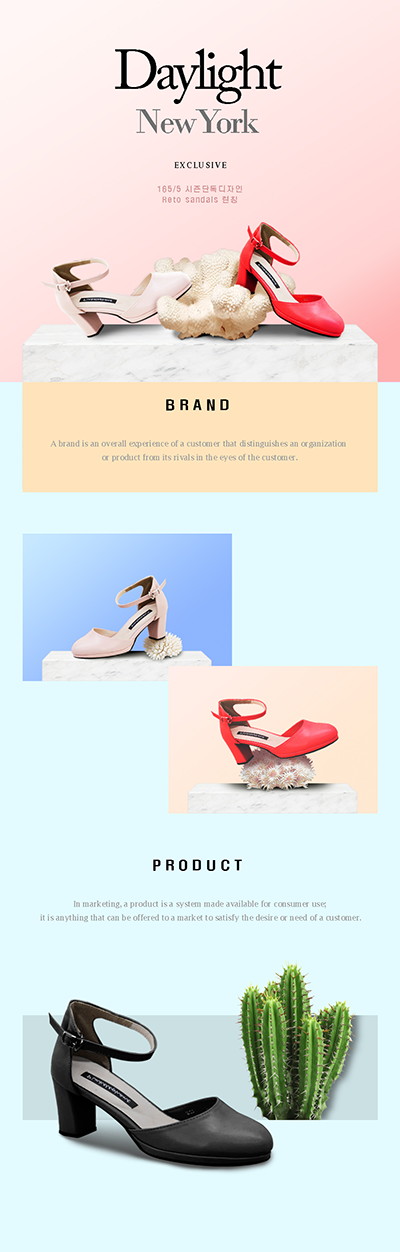 Daylight
New York
EXCLUSIVE
165/5 시즌단독디자인
Reto sandals 런칭
BRAND
A brand is an overall experience of a customer that distinguishes an organization
or product from its rivals in the eyes of the customer.
PRODUCT
In marketing, a product is a system made available for consumer use;
it is anything that can be offered to a market to satisfy the desire or need of a customer.